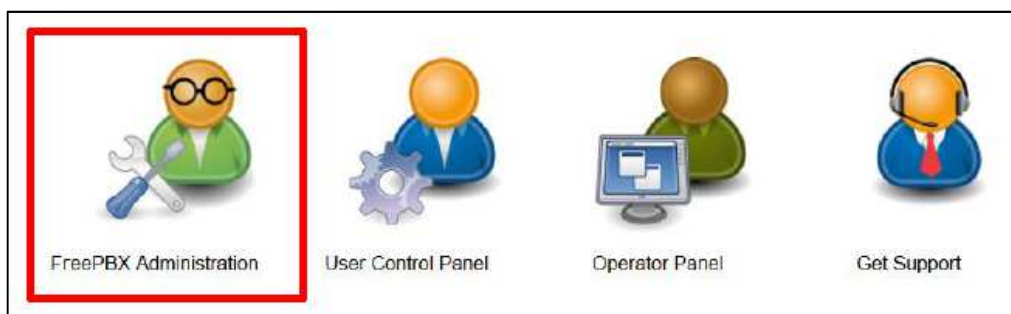 FreePBX Administration
User Control Panel
Operator Panel
Get Support